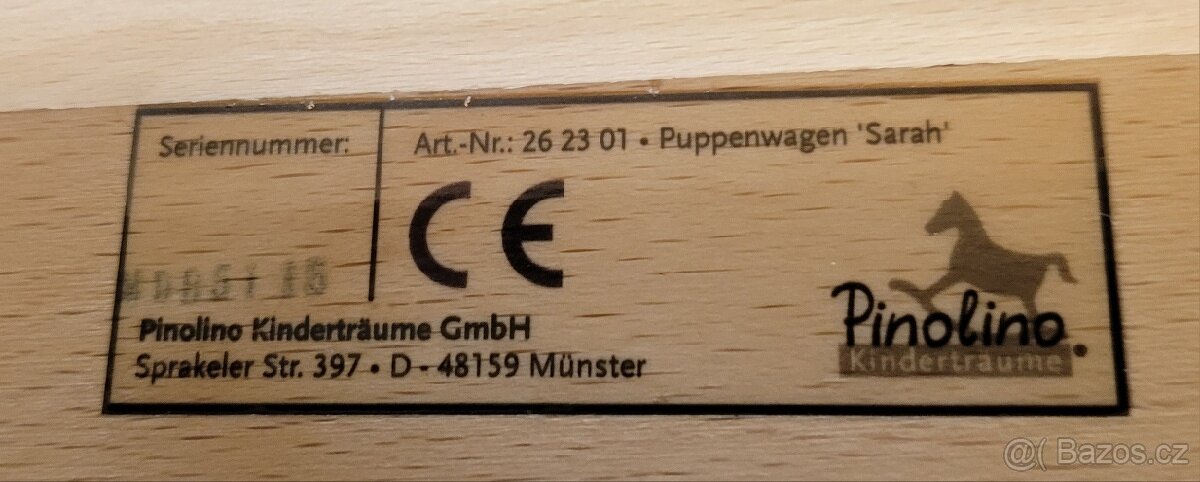 Seriennummer:
Art.-Nr.: 26 23 01 • Puppenwagen 'Sarah'
CE
Pinolino Kinderträume GmbH
Sprakeler Str. 397 • D - 48159 Münster
Pinolino.
Kinderträume
@( Bazos.cz